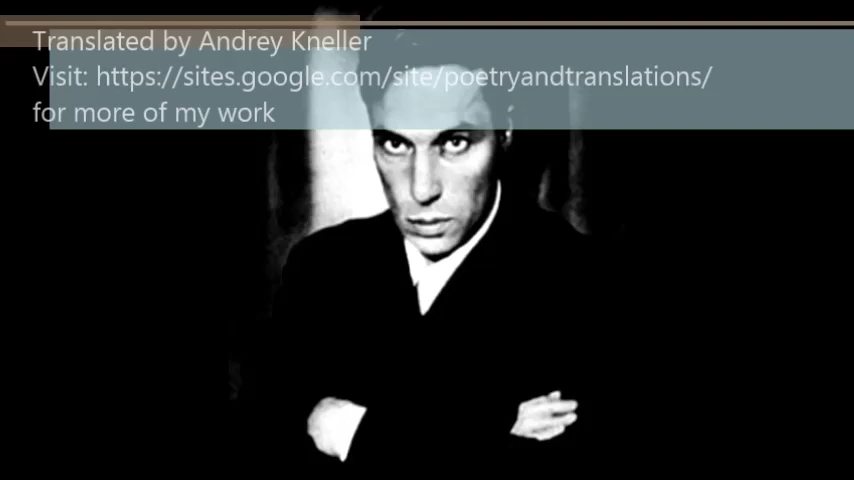 Translated by Andrey Kneller
Visit: https://sites.google.com/site/poetryandtranslations/
for more of my work